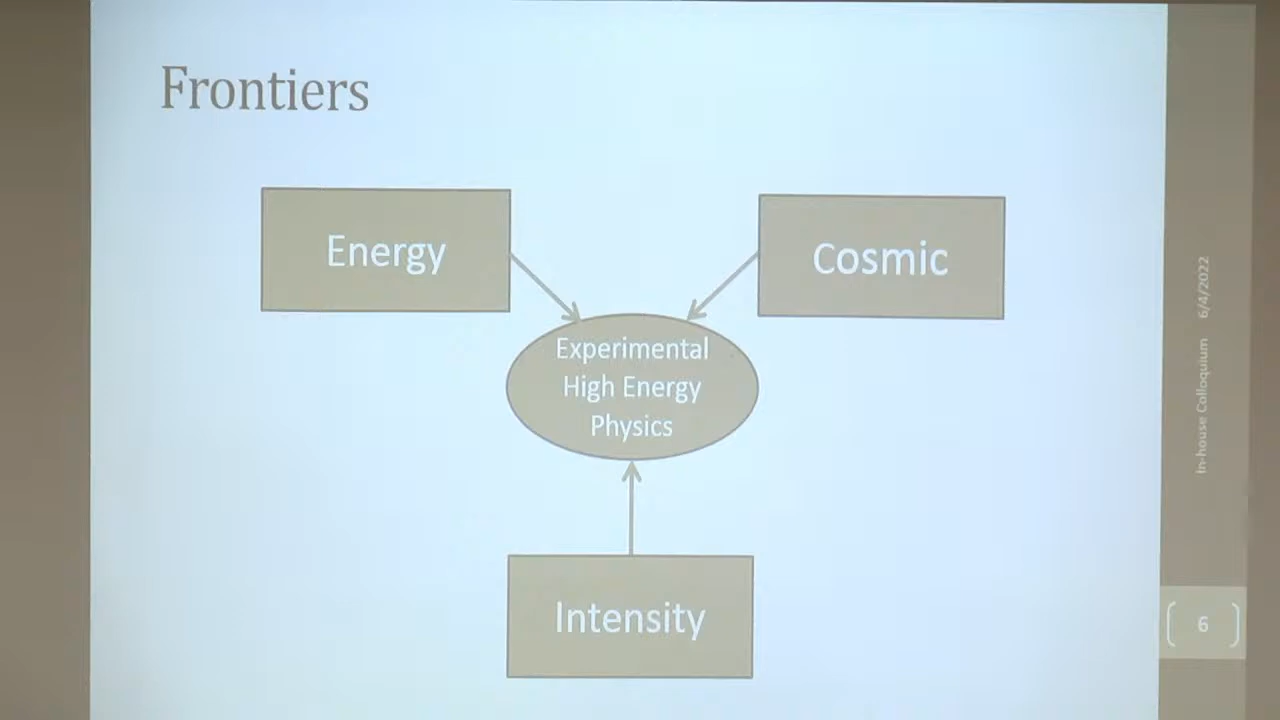 Frontiers
Energy
Cosmic
Experimental
High Energy
Physics
Intensity
In-house Colloquium 6/4/2022
6